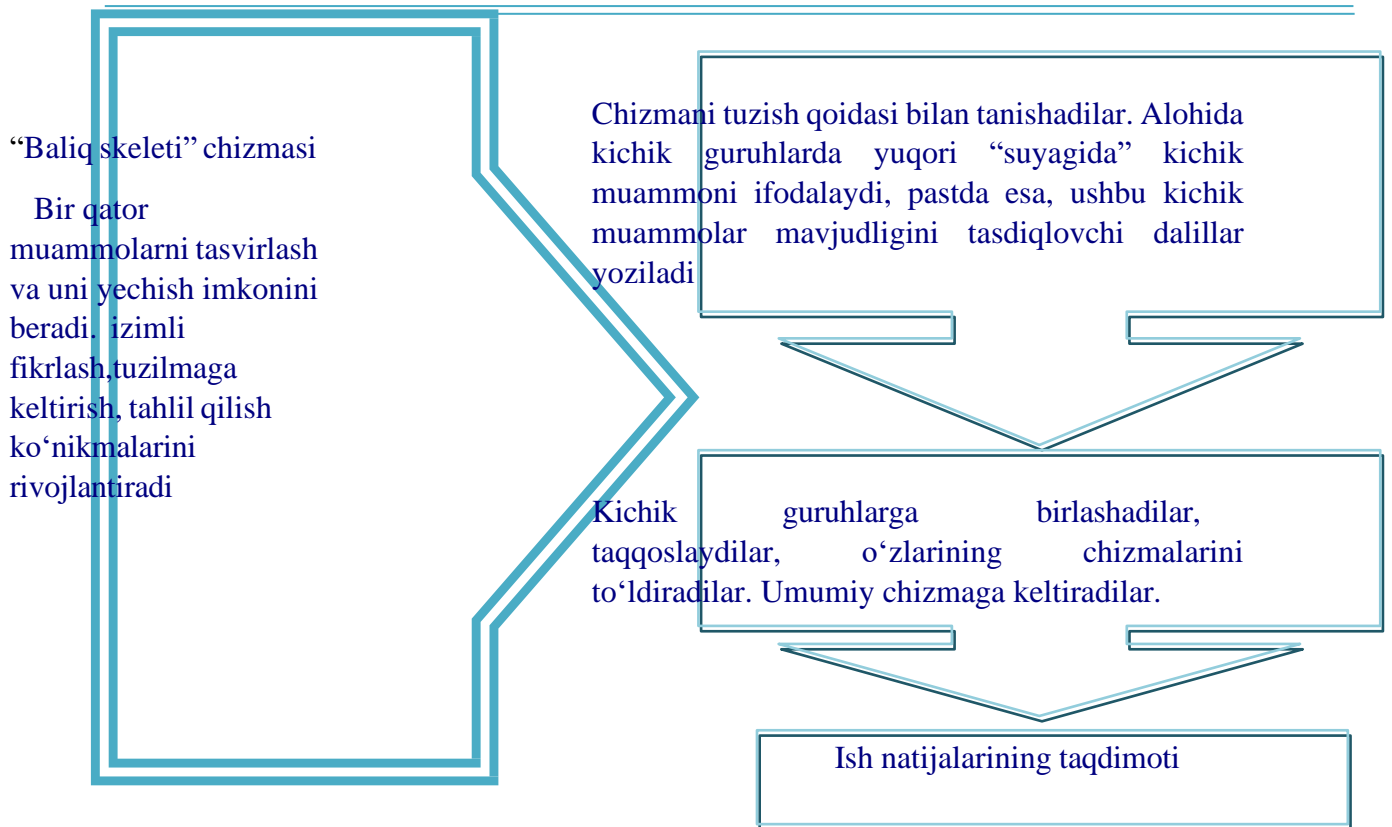 “Baliq skeleti” chizmasi
Bir qator
muammolarni tasvirlash
va uni yechish imkonini
beradi. izimli
fikrlash,tuzilmaga
keltirish, tahlil qilish
ko‘nikmalarini
rivojlantiradi
Chizmani tuzish qoidasi bilan tanishadilar. Alohida
kichik guruhlarda yuqori “suyagida” kichik
muammoni ifodalaydi, pastda esa, ushbu kichik
muammolar mavjudligini tasdiqlovchi dalillar
yoziladi
Kichik guruhlarga birlashadilar,
taqqoslaydilar, o‘zlarining chizmalarini
to‘ldiradilar. Umumiy chizmaga keltiradilar.
Ish natijalarining taqdimoti